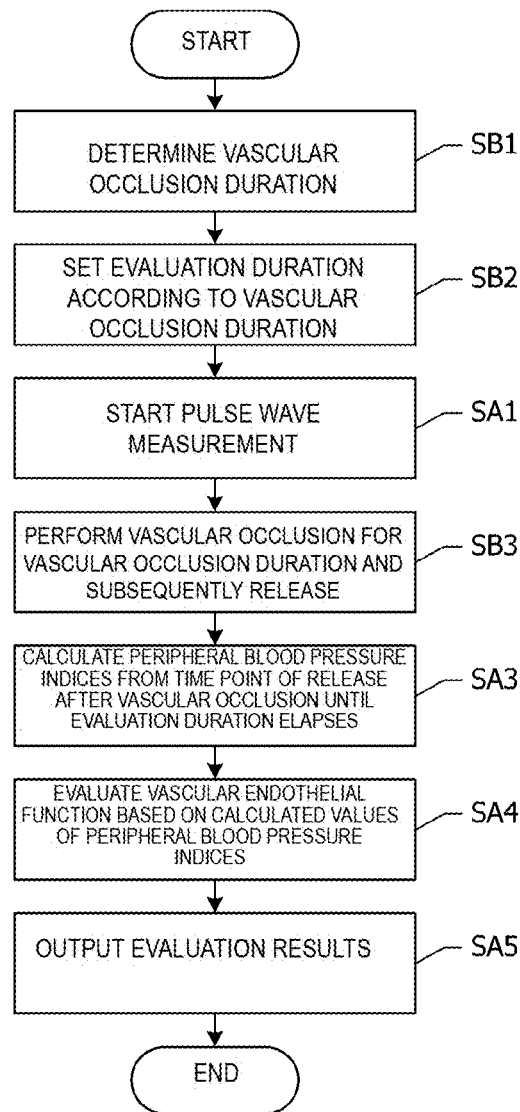 START
DETERMINE VASCULAR
OCCLUSION DURATION
SB1
SET EVALUATION DURATION
ACCORDING TO VASCULAR
OCCLUSION DURATION
SB2
START PULSE WAVE
MEASUREMENT
SA1
PERFORM VASCULAR OCCLUSION FOR
VASCULAR OCCLUSION DURATION AND
SUBSEQUENTLY RELEASE
SB3
CALCULATE PERIPHERAL BLOOD PRESSURE
INDICES FROM TIME POINT OF RELEASE
AFTER VASCULAR OCCLUSION UNTIL
EVALUATION DURATION ELAPSES
SA3
EVALUATE VASCULAR ENDOTHELIAL
FUNCTION BASED ON CALCULATED VALUES
OF PERIPHERAL BLOOD PRESSURE
INDICES
SA4
OUTPUT EVALUATION RESULTS
SA5
END